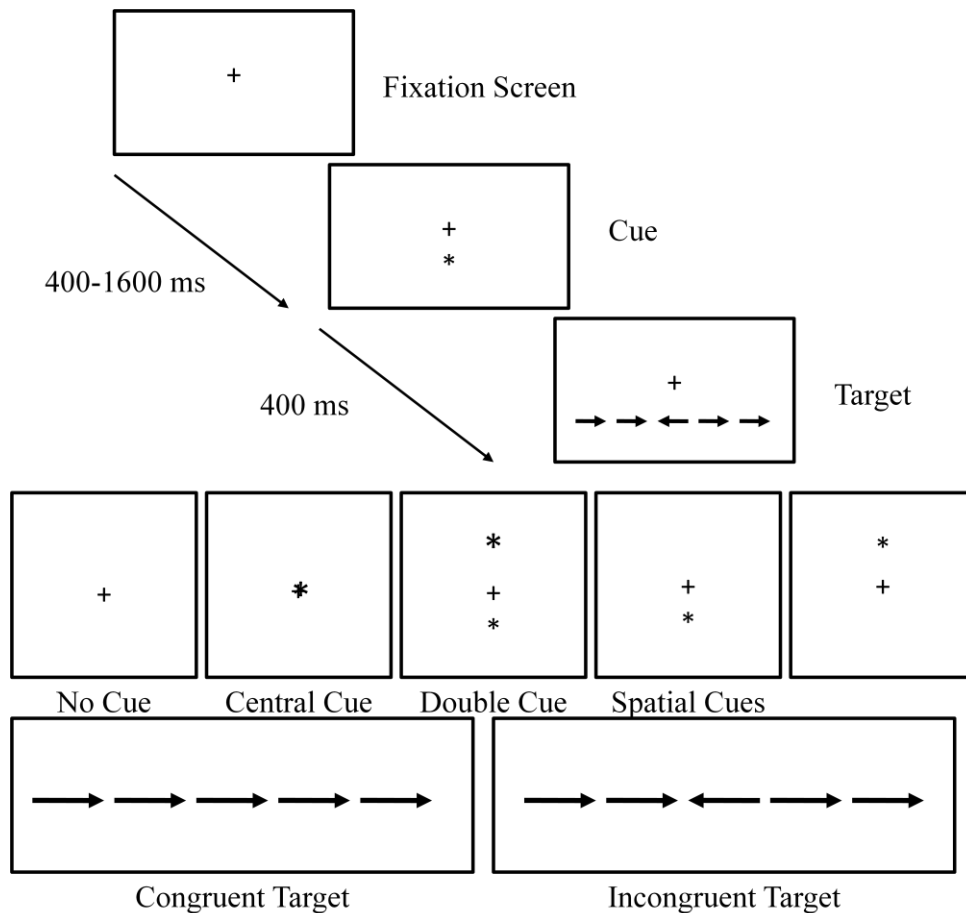 Fixation Screen
Cue
400-1600 ms
Target
400 ms
No Cue Central Cue Double Cue Spatial Cues
Congruent Target Incongruent Target